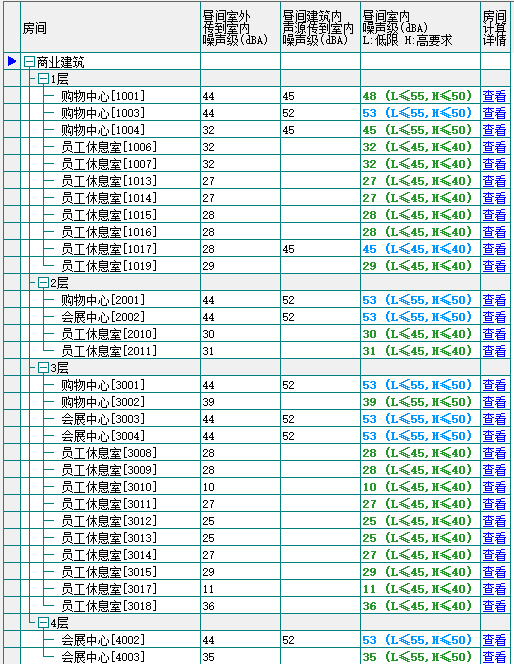 房间 昼间室外传到室内噪声级(dBA) 昼间建筑内声源传到室内噪声级(dBA) 昼间室内噪声级(dBA)L:低限 H:高要求 房间计算详情
商业建筑
1层
购物中心[1001] 44 45 48 (L≤55,H≤50) 查看
购物中心[1003] 44 52 53 (L≤55,H≤50) 查看
购物中心[1004] 32 45 45 (L≤55,H≤50) 查看
员工休息室[1006] 32 32 (L≤45,H≤40) 查看
员工休息室[1007] 32 32 (L≤45,H≤40) 查看
员工休息室[1013] 27 27 (L≤45,H≤40) 查看
员工休息室[1014] 27 27 (L≤45,H≤40) 查看
员工休息室[1015] 28 28 (L≤45,H≤40) 查看
员工休息室[1016] 28 28 (L≤45,H≤40) 查看
员工休息室[1017] 28 45 45 (L≤45,H≤40) 查看
员工休息室[1019] 29 29 (L≤45,H≤40) 查看
2层
购物中心[2001] 44 52 53 (L≤55,H≤50) 查看
会展中心[2002] 44 52 53 (L≤55,H≤50) 查看
员工休息室[2010] 30 30 (L≤45,H≤40) 查看
员工休息室[2011] 31 31 (L≤45,H≤40) 查看
3层
购物中心[3001] 44 52 53 (L≤55,H≤50) 查看
购物中心[3002] 39 39 (L≤55,H≤50) 查看
会展中心[3003] 44 52 53 (L≤55,H≤50) 查看
会展中心[3004] 44 52 53 (L≤55,H≤50) 查看
员工休息室[3008] 28 28 (L≤45,H≤40) 查看
员工休息室[3009] 28 28 (L≤45,H≤40) 查看
员工休息室[3010] 10 10 (L≤45,H≤40) 查看
员工休息室[3011] 27 27 (L≤45,H≤40) 查看
员工休息室[3012] 25 25 (L≤45,H≤40) 查看
员工休息室[3013] 25 25 (L≤45,H≤40) 查看
员工休息室[3014] 27 27 (L≤45,H≤40) 查看
员工休息室[3015] 29 29 (L≤45,H≤40) 查看
员工休息室[3017] 11 11 (L≤45,H≤40) 查看
员工休息室[3018] 36 36 (L≤45,H≤40) 查看
4层
会展中心[4002] 44 52 53 (L≤55,H≤50) 查看
会展中心[4003] 35 35 (L≤55,H≤50) 查看